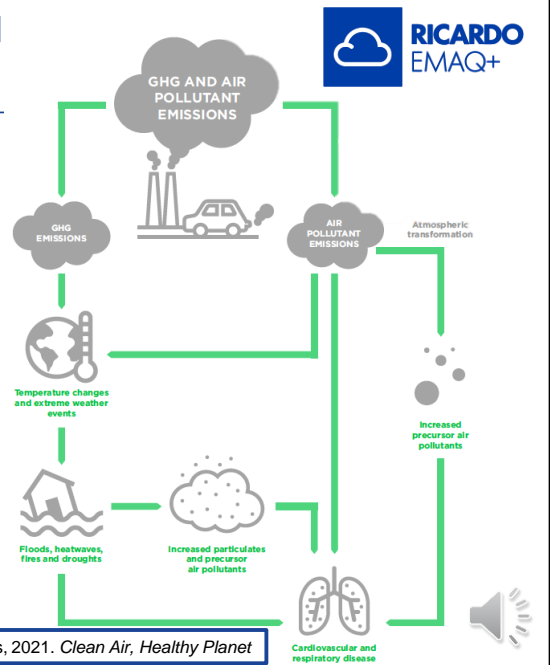 RICARDO
EMAQ+
GHG AND AIR
POLLUTANT
EMISSIONS
GHG
EMISSIONS
AIR
POLLUTANT
EMISSIONS
Atmospheric
transformation
Temperature changes
and extreme weather
events
Increased
precursor air
pollutants
Floods, heatwaves,
fires and droughts
Increased particulates
and precursor
air pollutants
Cardiovascular and
respiratory disease
, 2021. Clean Air, Healthy Planet